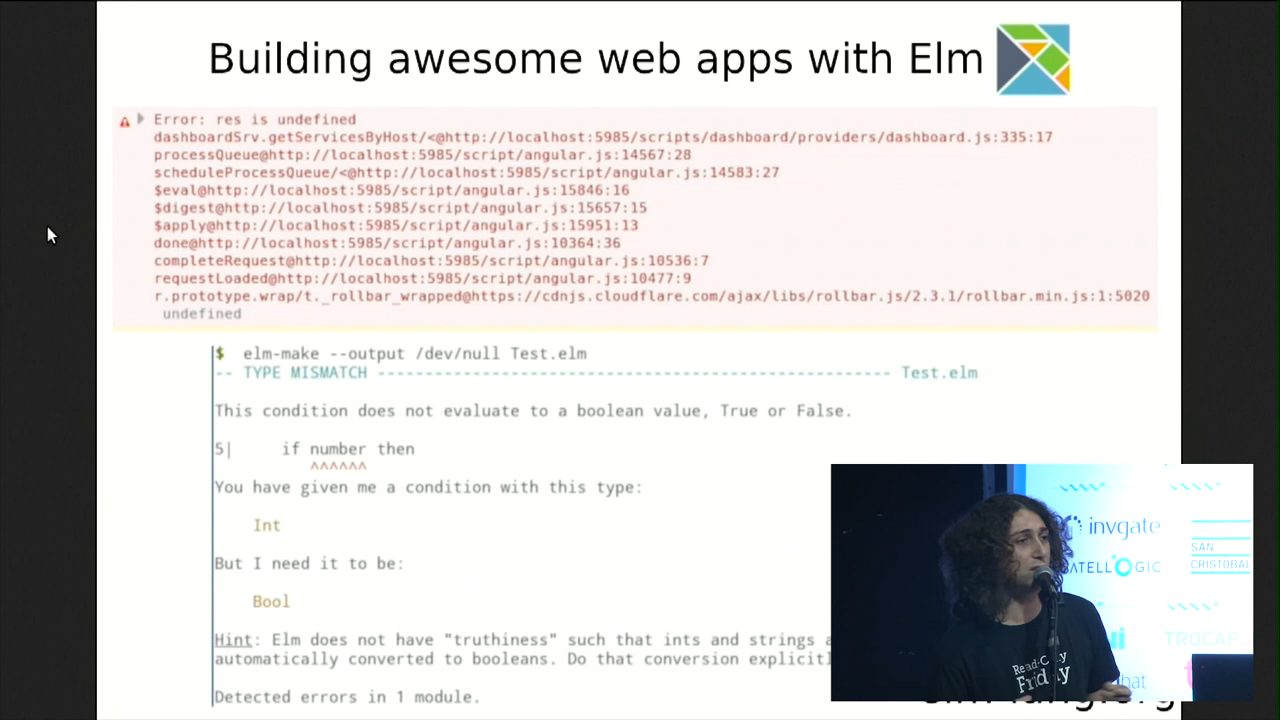 Building awesome web apps with Elm
Error: res is undefined
dashboardSrv.getServicesByHost/<@http://localhost:5985/scripts/dashboard/providers/dashboard.js:335:17
processQueue@http://localhost:5985/script/angular.js:14567:28
scheduleProcessQueue/<@http://localhost:5985/script/angular.js:14583:27
$eval@http://localhost:5985/script/angular.js:15846:16
$digest@http://localhost:5985/script/angular.js:15657:15
$apply@http://localhost:5985/script/angular.js:15951:13
done@http://localhost:5985/script/angular.js:10364:36
completeRequest@http://localhost:5985/script/angular.js:10536:7
requestLoaded@http://localhost:5985/script/angular.js:10477:9
r.prototype.wrap/t._rollbar_wrapped@https://cdnjs.cloudflare.com/ajax/libs/rollbar.js/2.3.1/rollbar.min.js:1:5020
undefined
$ elm-make --output /dev/null Test.elm
-- TYPE MISMATCH ------------------------------------------------------- Test.elm
This condition does not evaluate to a boolean value, True or False.
5| if number then
^^^^^^
You have given me a condition with this type:
Int
But I need it to be:
Bool
Hint: Elm does not have "truthiness" such that ints and strings
automatically converted to booleans. Do that conversion
Detected errors in 1 module.
invgate
SAN
CRISTOBAL
Friday